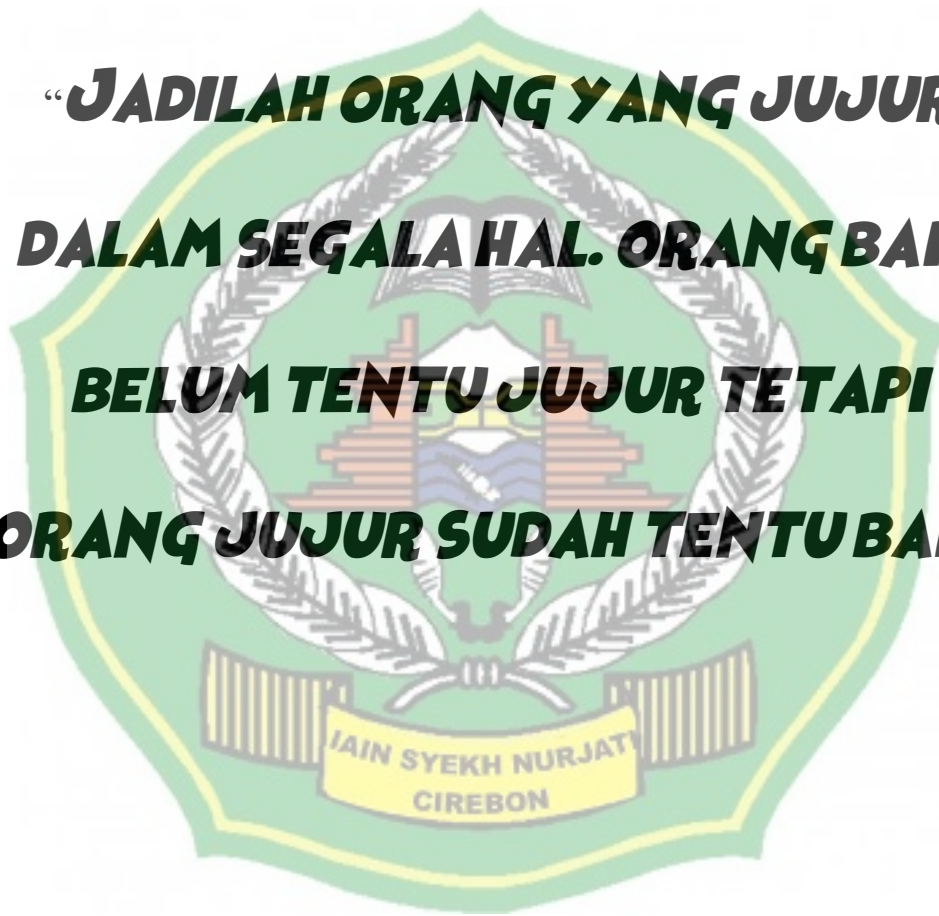 “JADILAH ORANG YANG JUJUR
DALAM SEGALA HAL. ORANG
BELUM TENTU JUJUR TETAPI
ORANG JUJUR SUDAH TENTU
IAIN SYEKH NURJATI
CIREBON